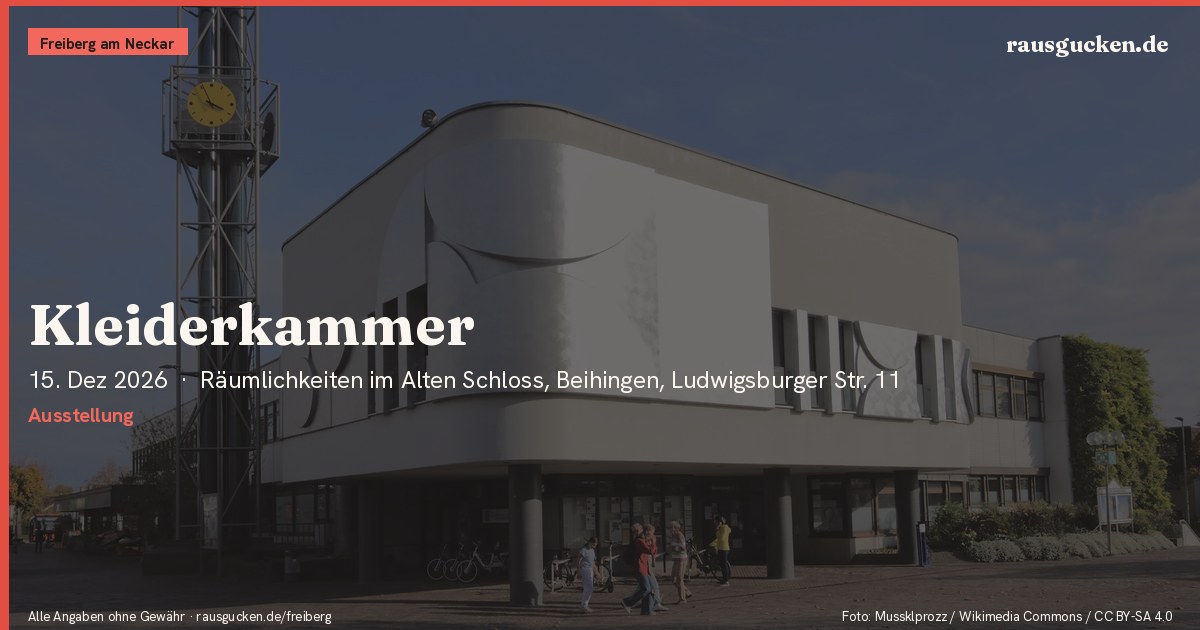 Freiberg am Neckar
rausgucken.de
Kleiderkammer
15. Dez 2026 · Räumlichkeiten im Alten Schloss, Beihingen, Ludwigsburger Str. 11
Ausstellung
Alle Angaben ohne Gewähr · rausgucken.de/freiberg
Foto: Mussklprozz / Wikimedia Commons / CC BY-SA 4.0